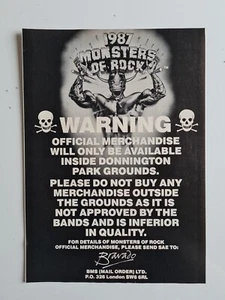 1987
MONSTERS
OF ROCK
WARNING
OFFICIAL MERCHANDISE
WILL ONLY BE AVAILABLE
INSIDE DONNINGTON
PARK GROUNDS.
PLEASE DO NOT BUY ANY
MERCHANDISE OUTSIDE
THE GROUNDS AS IT IS
NOT APPROVED BY THE
BANDS AND IS INFERIOR
IN QUALITY.
FOR DETAILS OF MONSTERS OF ROCK
OFFICIAL MERCHANDISE, PLEASE SEND SAE TO:
Bravado
BMS (MAIL ORDER) LTD.
P.O. 326 London SW6 6RL